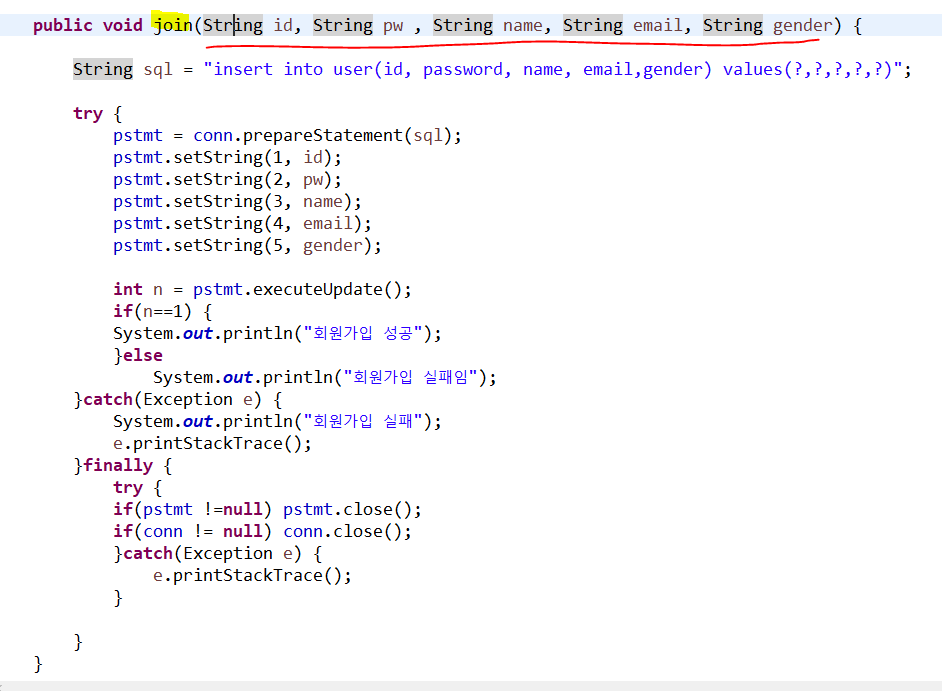 public void join(String id, String pw , String name, String email, String gender) {
String sql = "insert into user(id, password, name, email,gender) values(?,?,?,?,?)";
try {
pstmt = conn.prepareStatement(sql);
pstmt.setString(1, id);
pstmt.setString(2, pw);
pstmt.setString(3, name);
pstmt.setString(4, email);
pstmt.setString(5, gender);
int n = pstmt.executeUpdate();
if(n==1) {
System.out.println("회원가입 성공");
}else
System.out.println("회원가입 실패임");
}catch(Exception e) {
System.out.println("회원가입 실패");
e.printStackTrace();
}finally {
try {
if(pstmt !=null) pstmt.close();
if(conn != null) conn.close();
}catch(Exception e) {
e.printStackTrace();
}
}
}